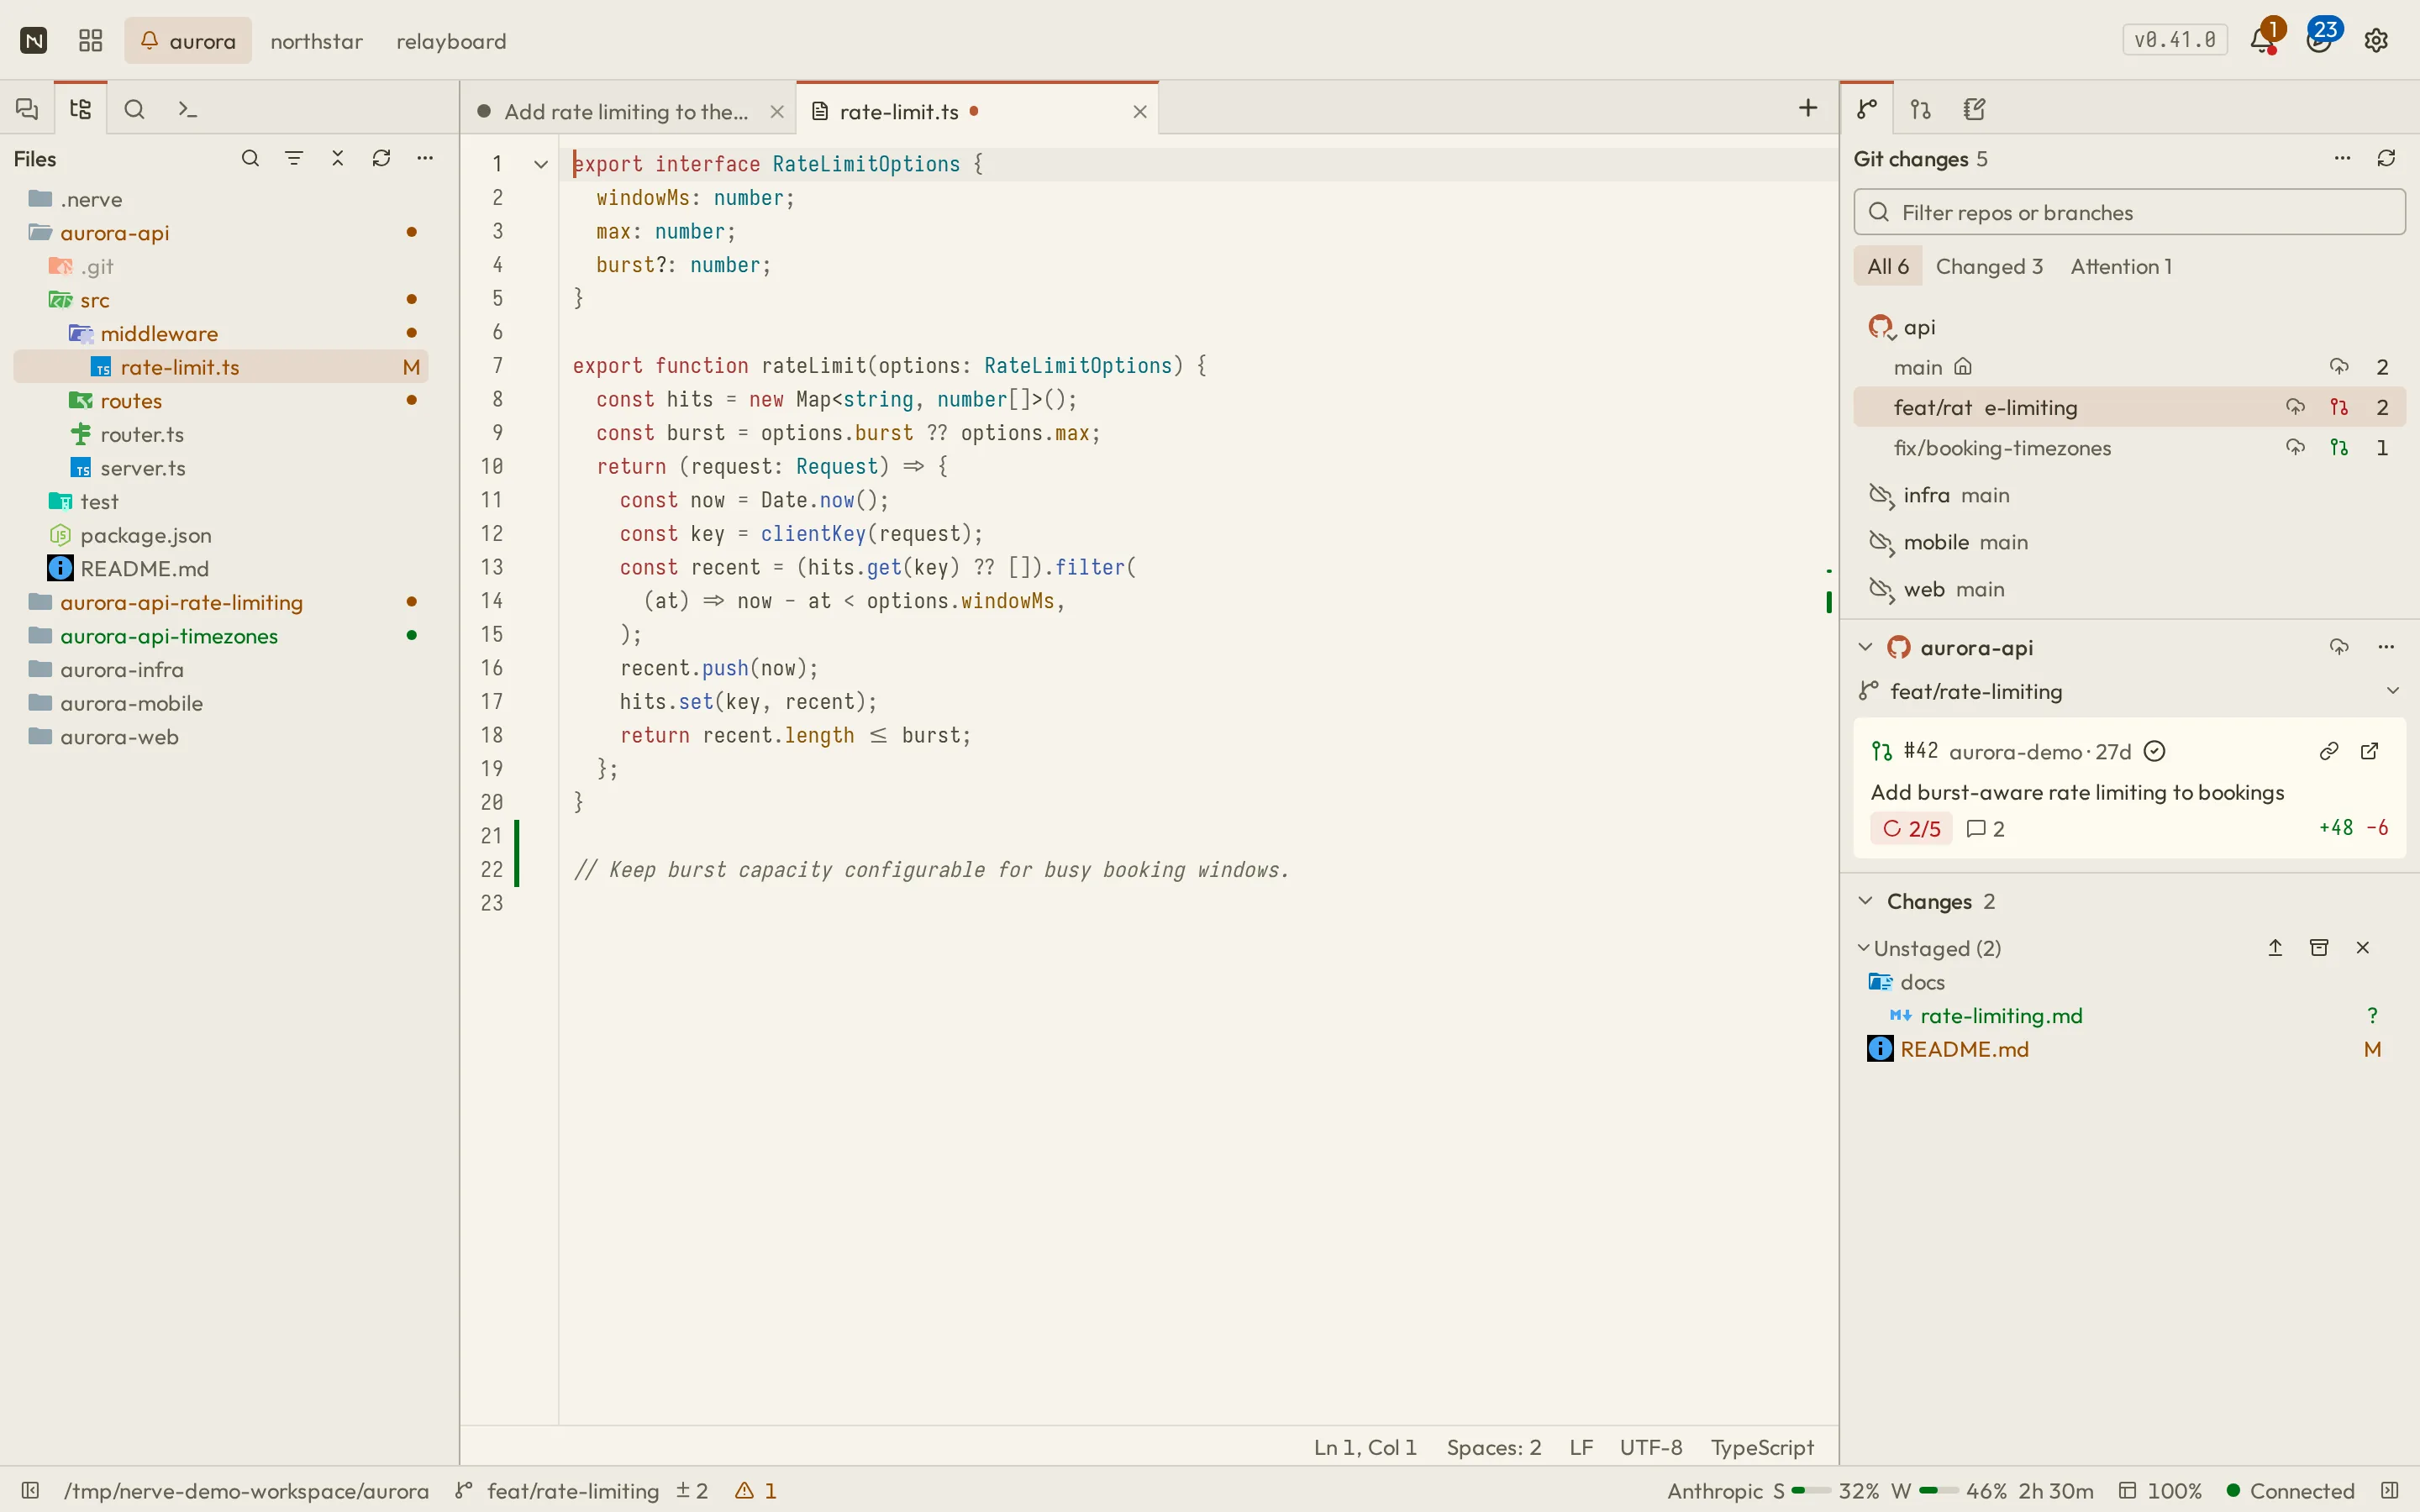 aurora
northstar
relayboard
v0.41.0
1
23
Add rate limiting to the...
rate-limit.ts
Files
.nerve
aurora-api
.git
src
middleware
rate-limit.ts M
routes
router.ts
server.ts
test
package.json
README.md
aurora-api-rate-limiting
aurora-api-timezones
aurora-infra
aurora-mobile
aurora-web
1 export interface RateLimitOptions {
2 windowMs: number;
3 max: number;
4 burst?: number;
5 }
6
7 export function rateLimit(options: RateLimitOptions) {
8 const hits = new Map<string, number[]>();
9 const burst = options.burst ?? options.max;
10 return (request: Request) => {
11 const now = Date.now();
12 const key = clientKey(request);
13 const recent = (hits.get(key) ?? []).filter(
14 (at) => now - at < options.windowMs,
15 );
16 recent.push(now);
17 hits.set(key, recent);
18 return recent.length <= burst;
19 };
20 }
21
22 // Keep burst capacity configurable for busy booking windows.
23
Ln 1, Col 1 Spaces: 2 LF UTF-8 TypeScript
Git changes 5
Filter repos or branches
All 6 Changed 3 Attention 1
api
main 2
feat/rat e-limiting 2
fix/booking-timezones 1
infra main
mobile main
web main
aurora-api
feat/rate-limiting
#42 aurora-demo · 27d
Add burst-aware rate limiting to bookings
2/5 2 +48 -6
Changes 2
Unstaged (2)
docs
rate-limiting.md ?
README.md M
/tmp/nerve-demo-workspace/aurora feat/rate-limiting ±2 1
Anthropic S 32% W 46% 2h 30m 100% Connected